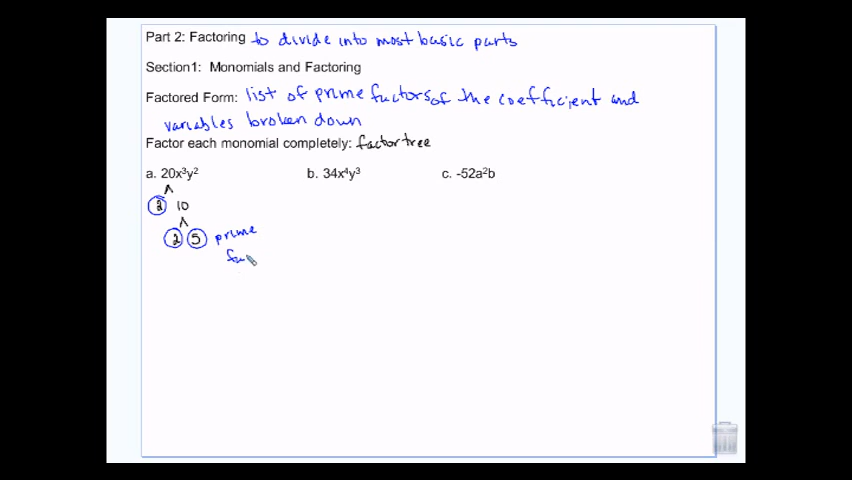 Part 2: Factoring to divide into most basic parts
Section1: Monomials and Factoring
Factored Form: list of prime factors of the coefficient and
variables broken down
Factor each monomial completely: factor tree
a. 20x³y² b. 34x⁴y³ c. -52a²b
2 10
2 5 prime
fa